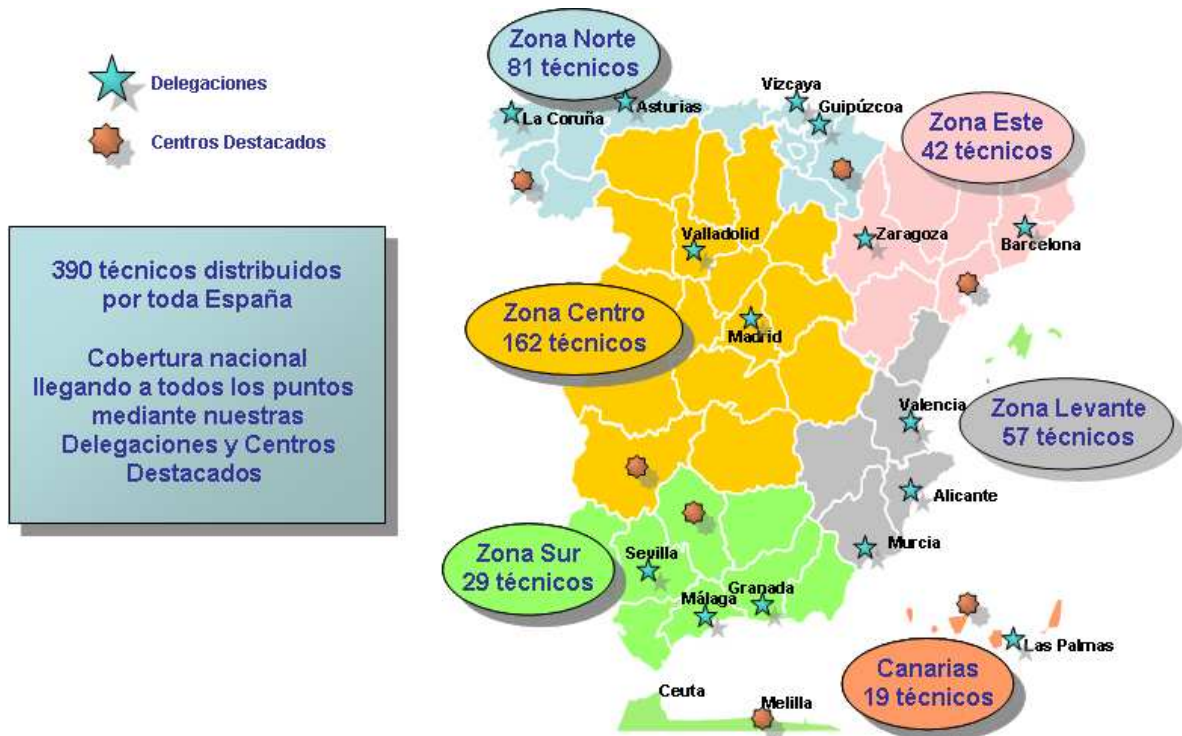 Delegaciones
Centros Destacados
390 técnicos distribuidos
por toda España
Cobertura nacional
llegando a todos los puntos
mediante nuestras
Delegaciones y Centros
Destacados
Zona Norte
81 técnicos
La Coruña
Asturias
Vizcaya
Guipúzcoa
Zona Este
42 técnicos
Valladolid
Zaragoza
Barcelona
Zona Centro
162 técnicos
Madrid
Valencia
Zona Levante
57 técnicos
Alicante
Murcia
Zona Sur
29 técnicos
Sevilla
Málaga
Granada
Las Palmas
Canarias
19 técnicos
Ceuta
Melilla